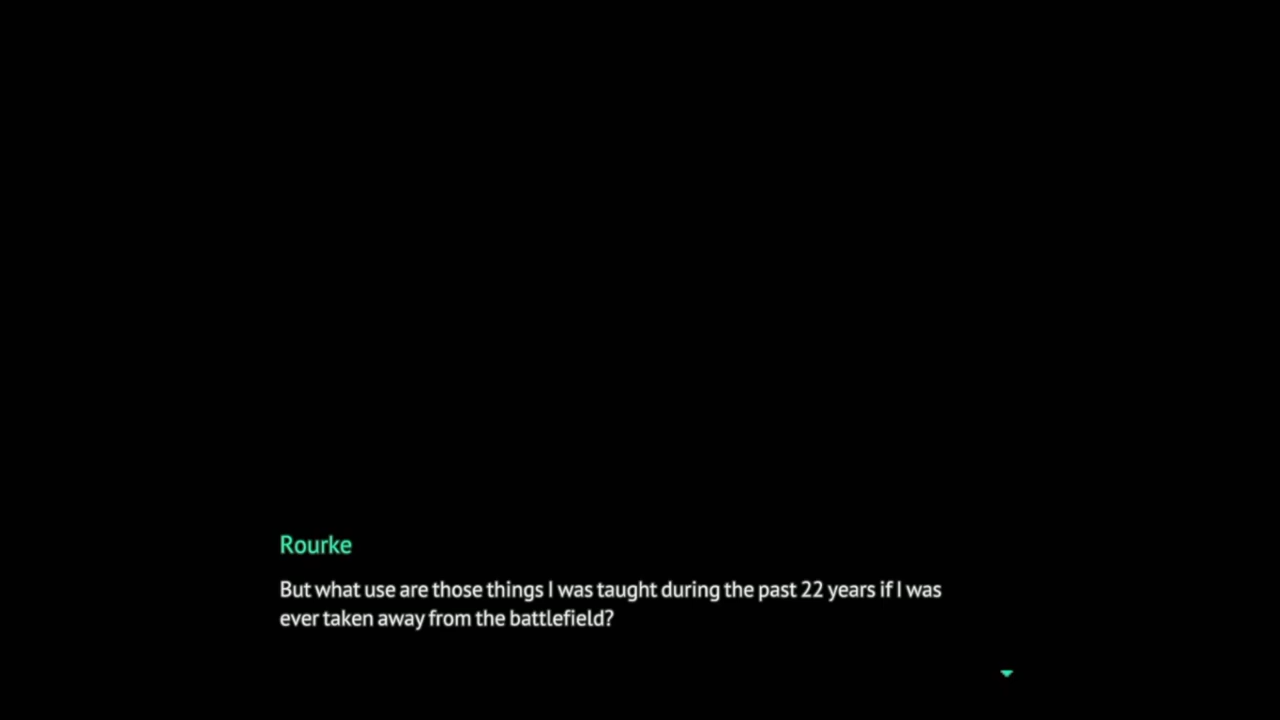 Rourke
But what use are those things I was taught during the past 22 years if I was
ever taken away from the battlefield?